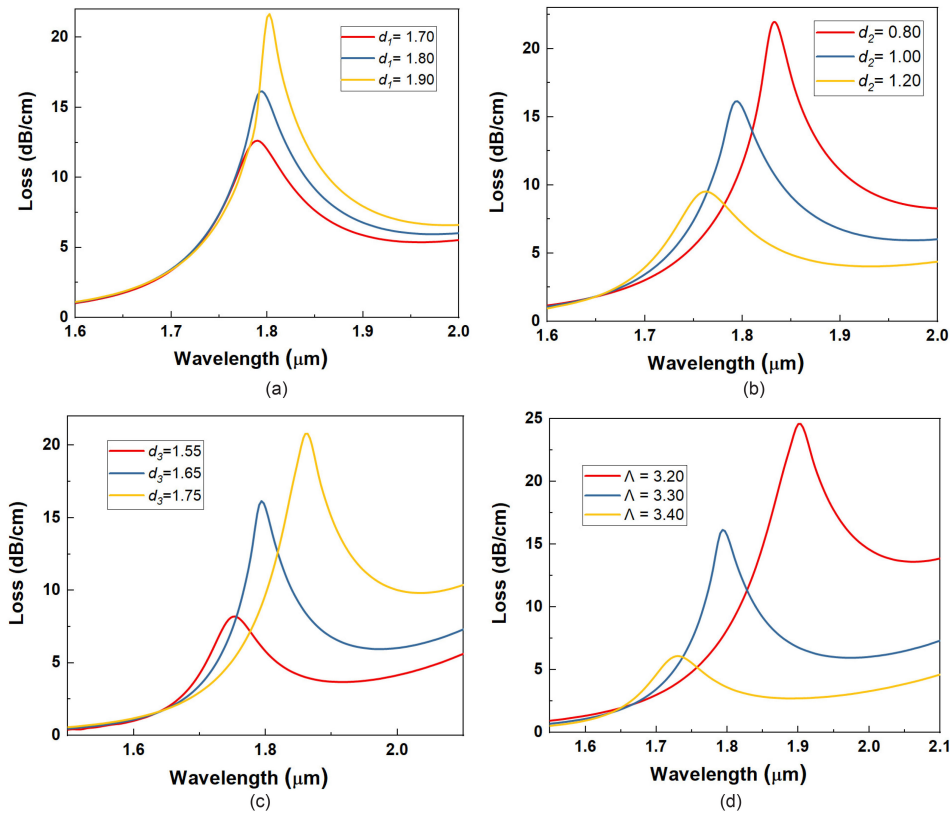 Loss (dB/cm)
20
15
10
5
0
d1= 1.70
d1= 1.80
d1= 1.90
1.6 1.7 1.8 1.9 2.0
Wavelength (μm)
(a)
Loss (dB/cm)
20
15
10
5
0
d2= 0.80
d2= 1.00
d2= 1.20
1.6 1.7 1.8 1.9 2.0
Wavelength (μm)
(b)
Loss (dB/cm)
20
15
10
5
0
d3=1.55
d3=1.65
d3=1.75
1.6 1.8 2.0
Wavelength (μm)
(c)
Loss (dB/cm)
25
20
15
10
5
0
Λ = 3.20
Λ = 3.30
Λ = 3.40
1.6 1.7 1.8 1.9 2.0 2.1
Wavelength (μm)
(d)